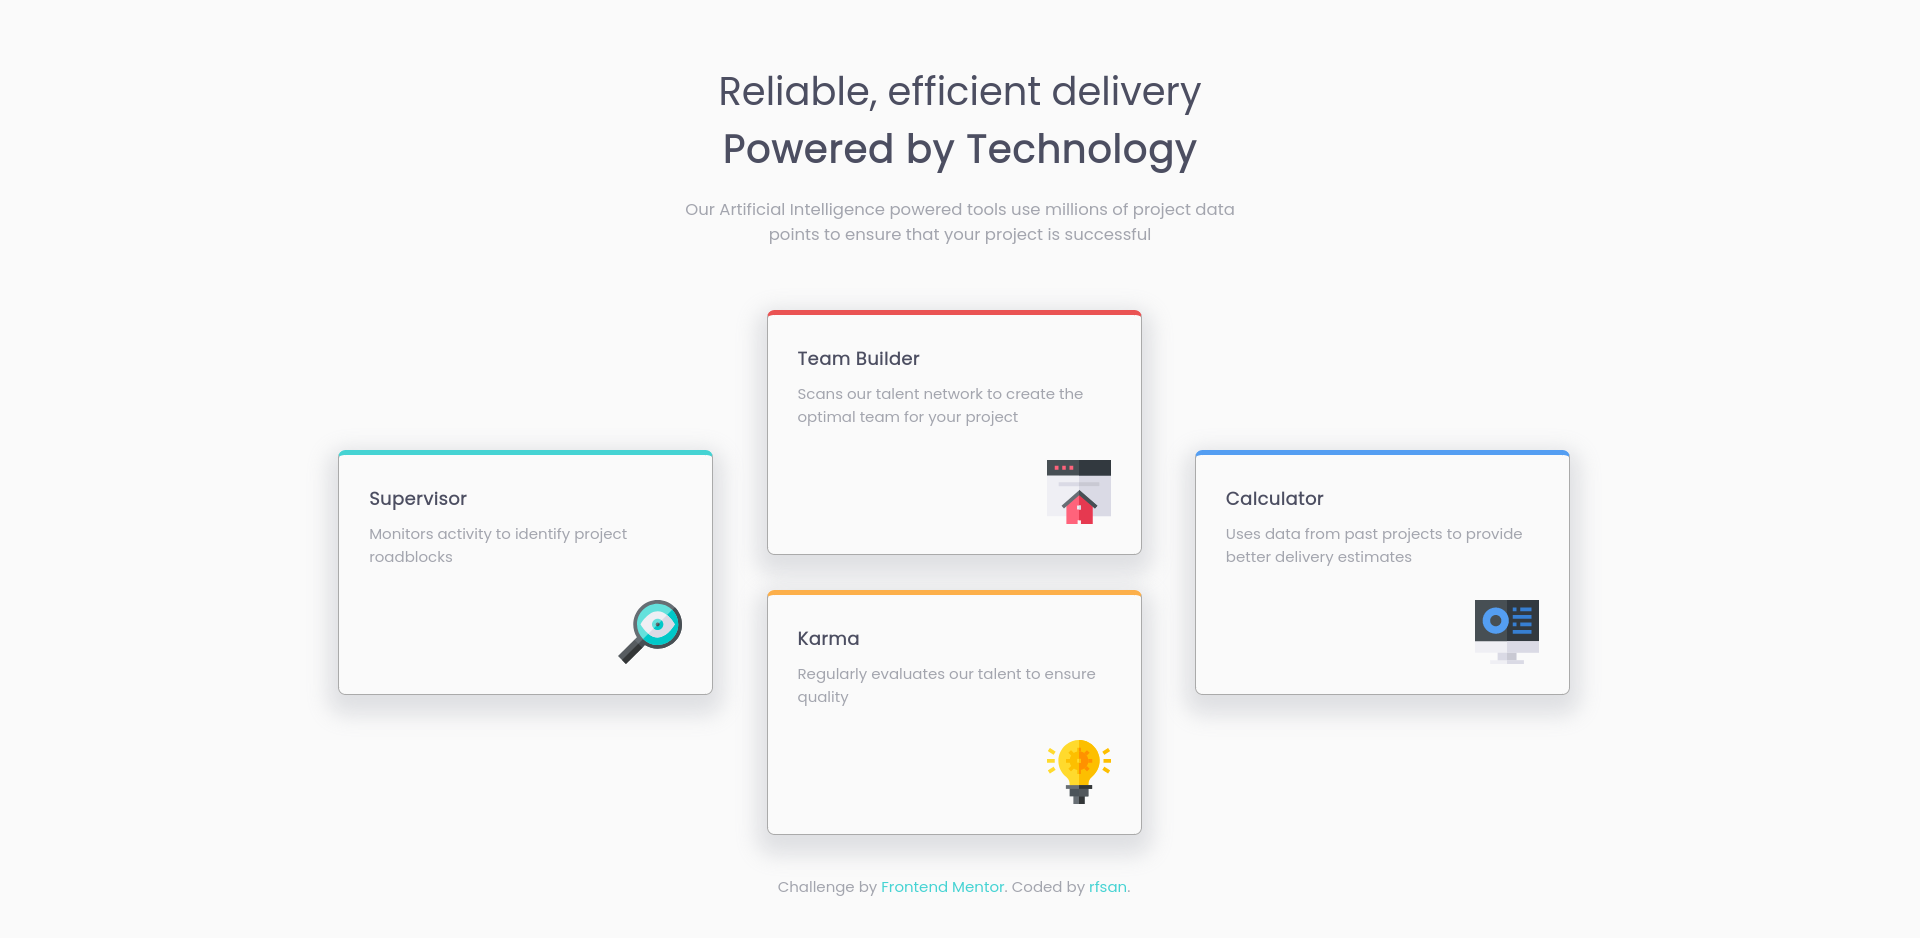 Reliable, efficient delivery
Powered by Technology
Our Artificial Intelligence powered tools use millions of project data
points to ensure that your project is successful
Team Builder
Scans our talent network to create the
optimal team for your project
Supervisor
Monitors activity to identify project
roadblocks
Calculator
Uses data from past projects to provide
better delivery estimates
Karma
Regularly evaluates our talent to ensure
quality
Challenge by Frontend Mentor. Coded by rfsan.